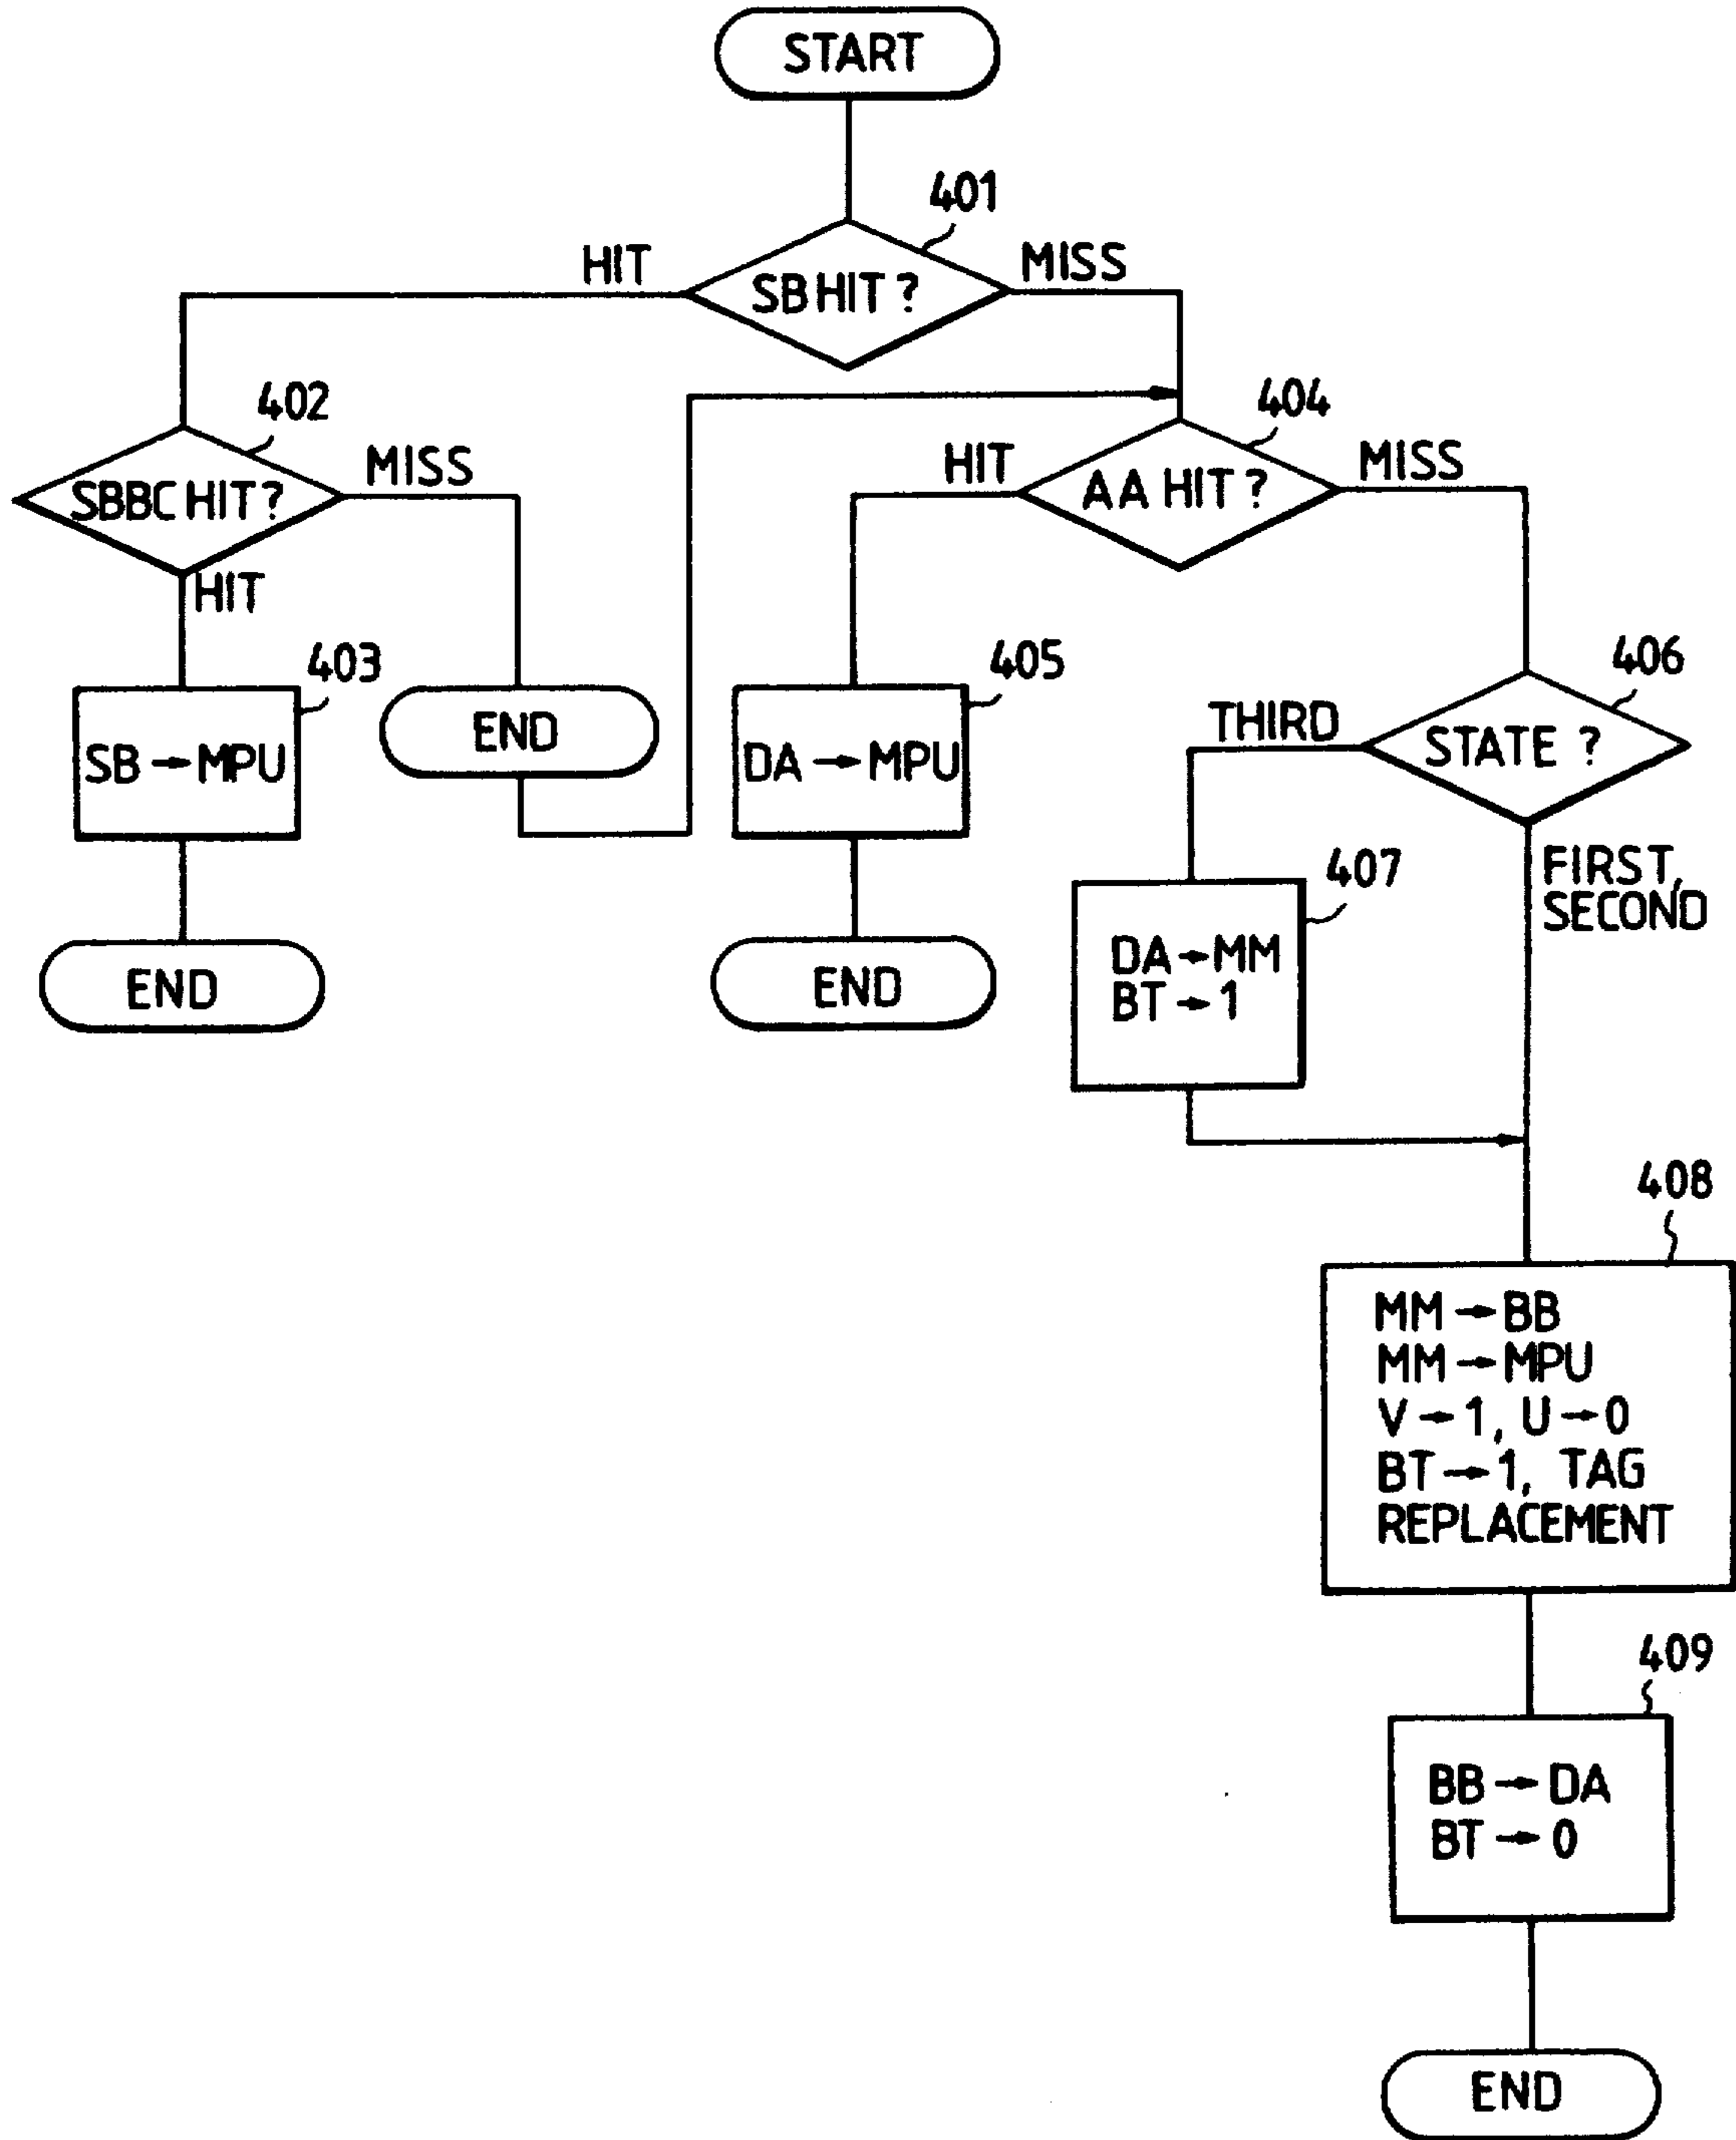 START
401
HIT
MISS
SB HIT ?
402
404
MISS
HIT
MISS
SBBC HIT?
AA HIT ?
HIT
403
405
406
THIRD
SB → MPU
END
DA → MPU
STATE ?
407
FIRST,
SECOND
DA → MM
BT → 1
END
END
408
MM → BB
MM → MPU
V → 1, U → 0
BT → 1, TAG
REPLACEMENT
409
BB → DA
BT → 0
END